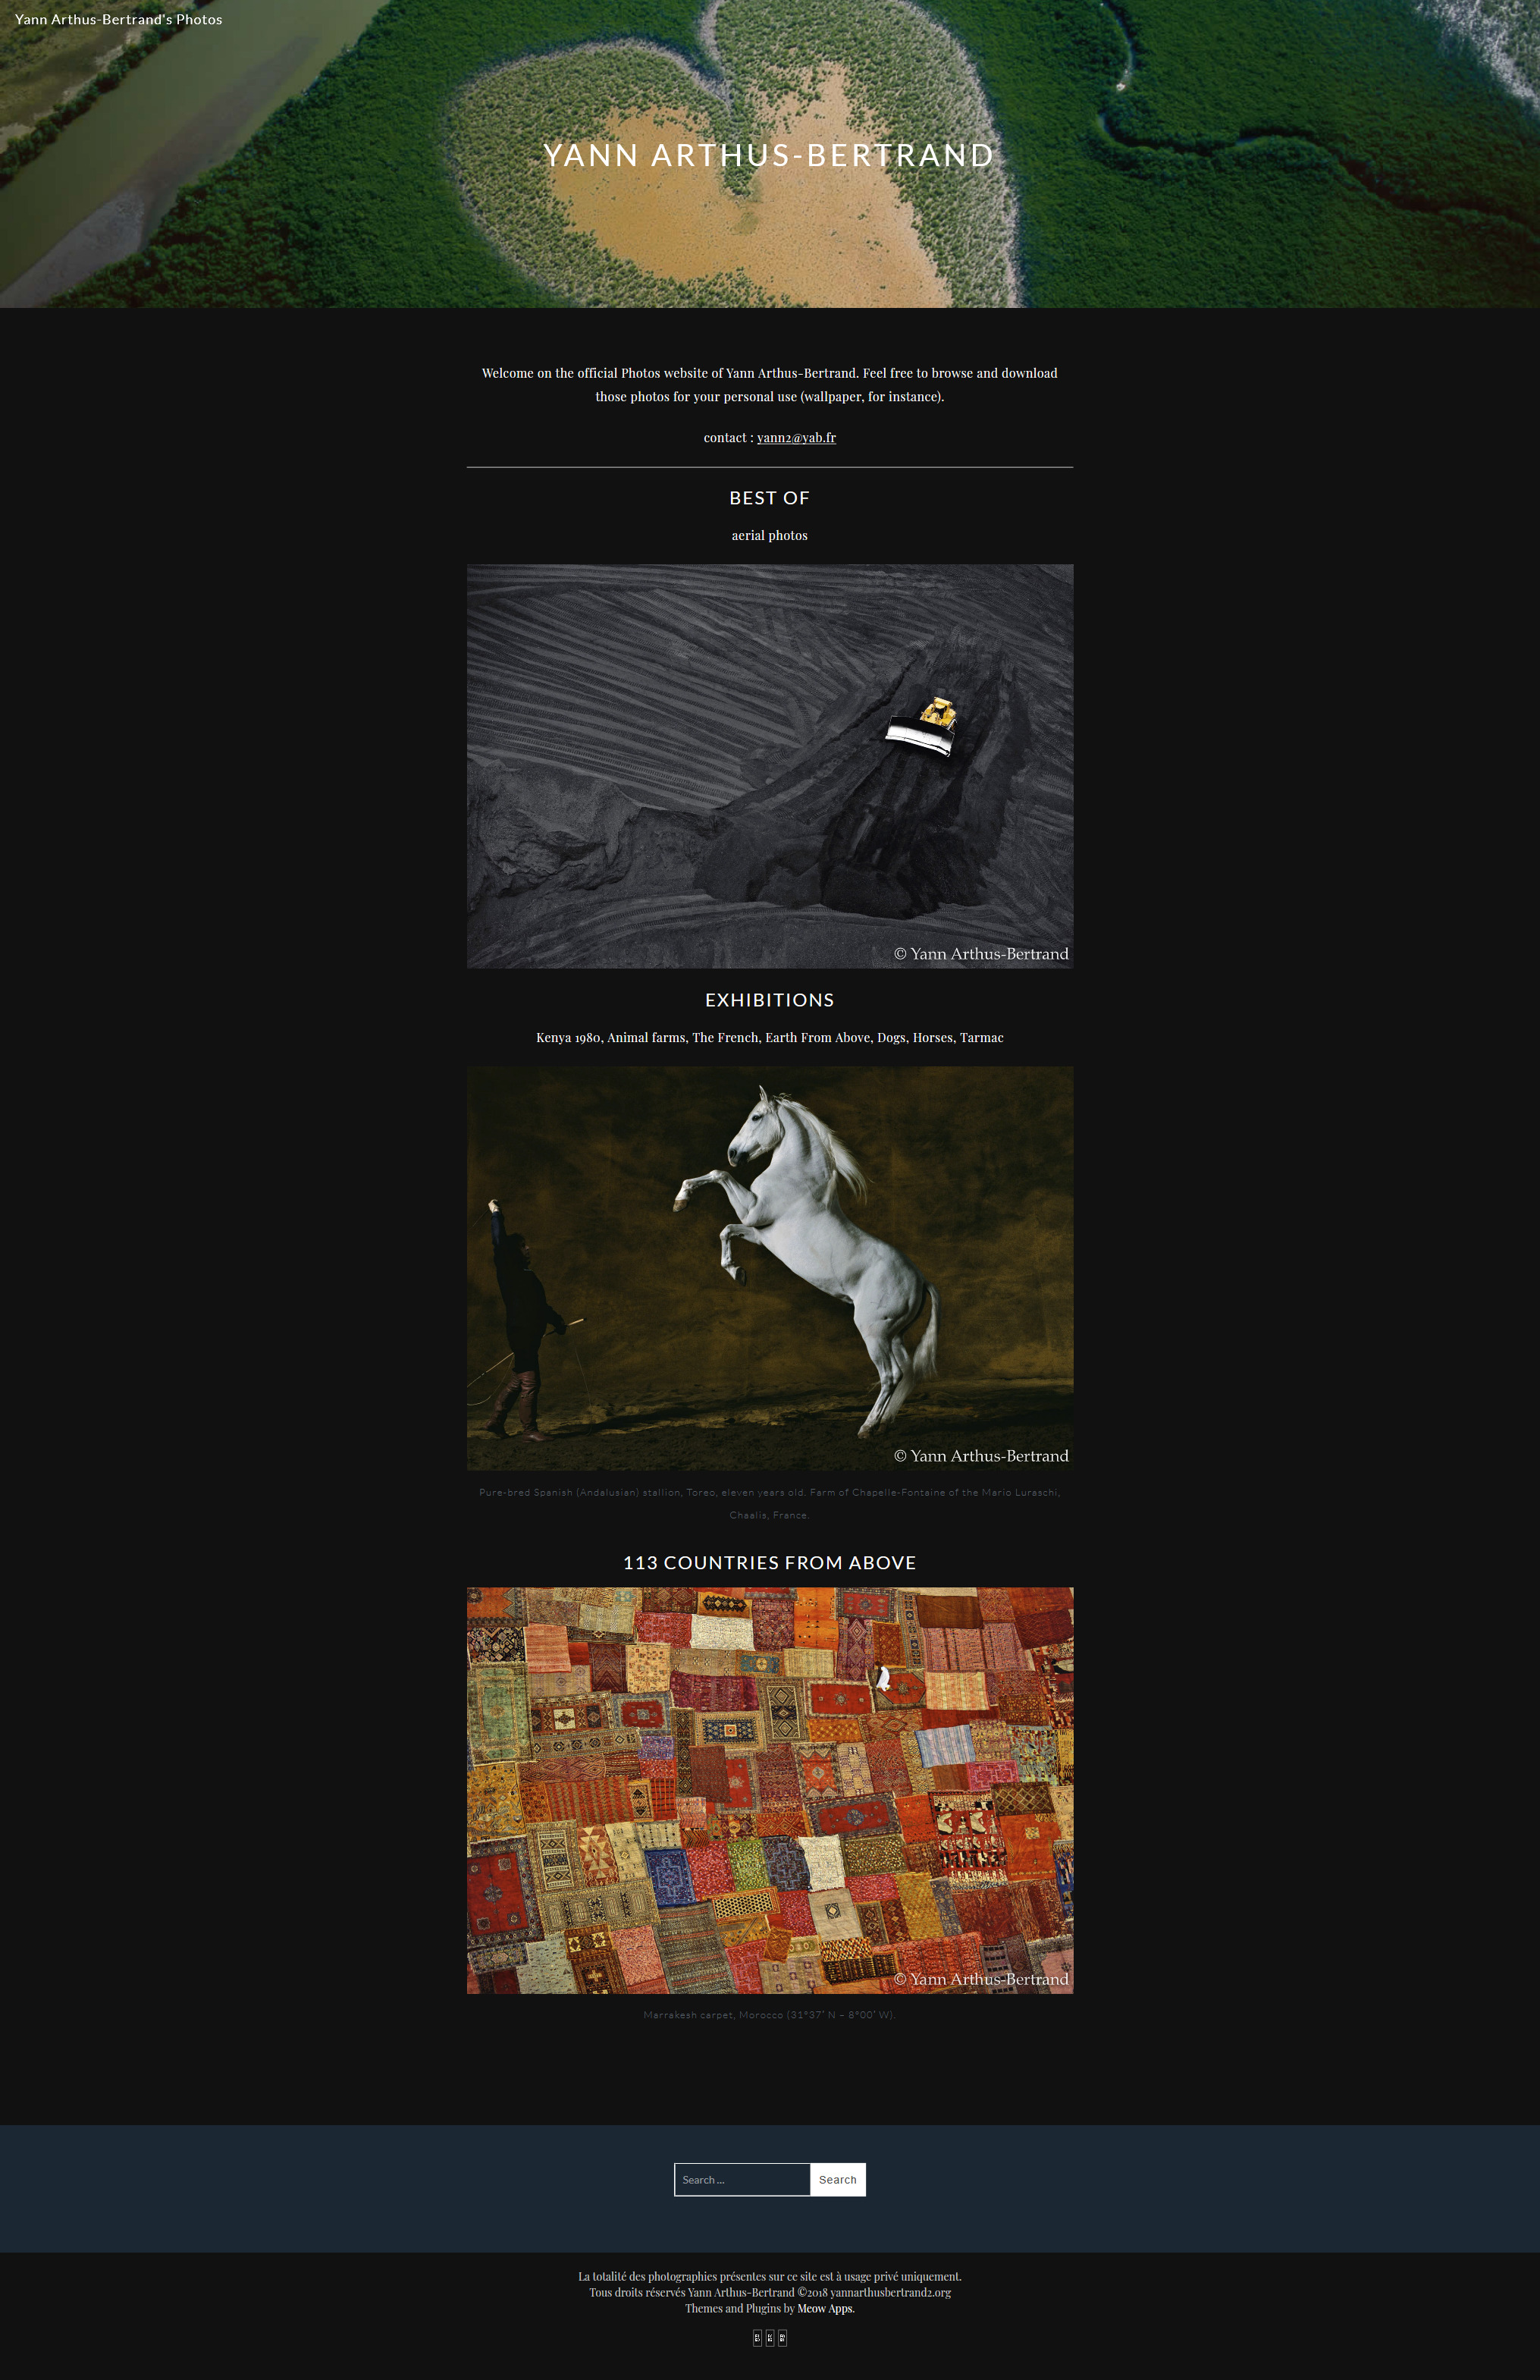 Yann Arthus-Bertrand's Photos
YANN ARTHUS-BERTRAND
Welcome on the official Photos website of Yann Arthus-Bertrand. Feel free to browse and download
those photos for your personal use (wallpaper, for instance).
contact : yann2@yab.fr
BEST OF
aerial photos
© Yann Arthus-Bertrand
EXHIBITIONS
Kenya 1980, Animal farms, The French, Earth From Above, Dogs, Horses, Tarmac
© Yann Arthus-Bertrand
Pure-bred Spanish (Andalusian) stallion, Toreo, eleven years old. Farm of Chapelle-Fontaine of the Mario Luraschi,
Chaalis, France.
113 COUNTRIES FROM ABOVE
© Yann Arthus-Bertrand
Marrakesh carpet, Morocco (31°37' N – 8°00' W).
Search ...
Search
La totalité des photographies présentes sur ce site est à usage privé uniquement.
Tous droits réservés Yann Arthus-Bertrand ©2018 yannarthusbertrand2.org
Themes and Plugins by Meow Apps.